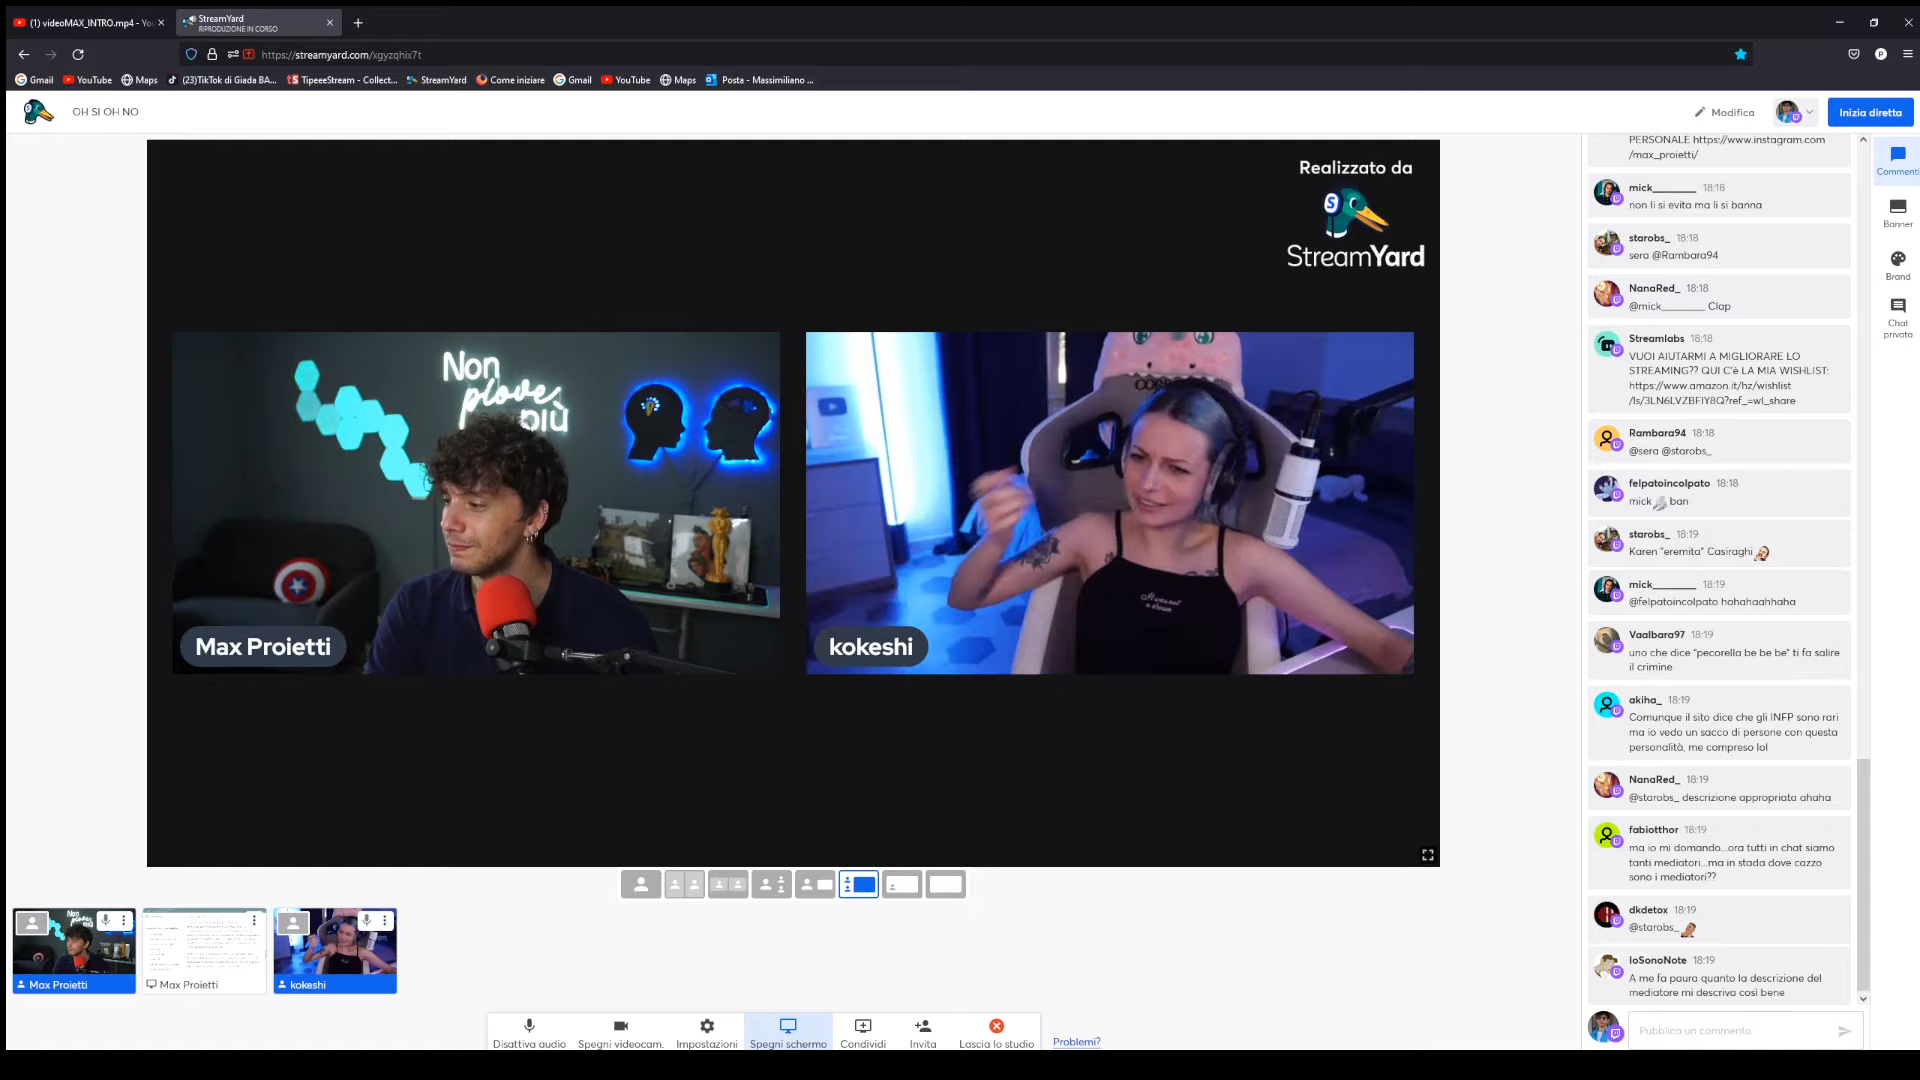 (1) videoMAX_INTRO.mp4 - You
StreamYard
RIPRODUZIONE IN CORSO
https://streamyard.com/xgyzqhix7t
Gmail
YouTube
Maps
(23)TikTok di Giada BA...
TipeeeStream - Collect...
StreamYard
Come iniziare
Gmail
YouTube
Maps
Posta - Massimiliano ...
OH SI OH NO
Modifica
Inizia diretta
Realizzato da
StreamYard
Non
piove
più
Max Proietti
kokeshi
PERSONALE https://www.instagram.com
/max_proietti/
mick________ 18:18
non li si evita ma li si banna
starobs_ 18:18
sera @Rambara94
NanaRed_ 18:18
@mick________ Clap
Streamlabs 18:18
VUOI AIUTARMI A MIGLIORARE LO
STREAMING?? QUI C'è LA MIA WISHLIST:
https://www.amazon.it/hz/wishlist
/ls/3LN6LVZBFIY8Q?ref_=wl_share
Rambara94 18:18
@sera @starobs_
felpatoincolpato 18:18
mick ban
starobs_ 18:19
Karen "eremita" Casiraghi
mick________ 18:19
@felpatoincolpato hahahaahhaha
Vaalbara97 18:19
uno che dice "pecorella be be be" ti fa salire
il crimine
akiha_ 18:19
Comunque il sito dice che gli INFP sono rari
ma io vedo un sacco di persone con questa
personalità, me compreso lol
NanaRed_ 18:19
@starobs_ descrizione appropriata ahaha
fabiotthor 18:19
ma io mi domando...ora tutti in chat siamo
tanti mediatori...ma in stada dove cazzo
sono i mediatori??
dkdetox 18:19
@starobs_
IoSonoNote 18:19
A me fa paura quanto la descrizione del
mediatore mi descriva così bene
Pubblica un commento
Commenti
Banner
Brand
Chat
privata
Max Proietti
Max Proietti
kokeshi
Disattiva audio
Spegni videocam.
Impostazioni
Spegni schermo
Condividi
Invita
Lascia lo studio
Problemi?